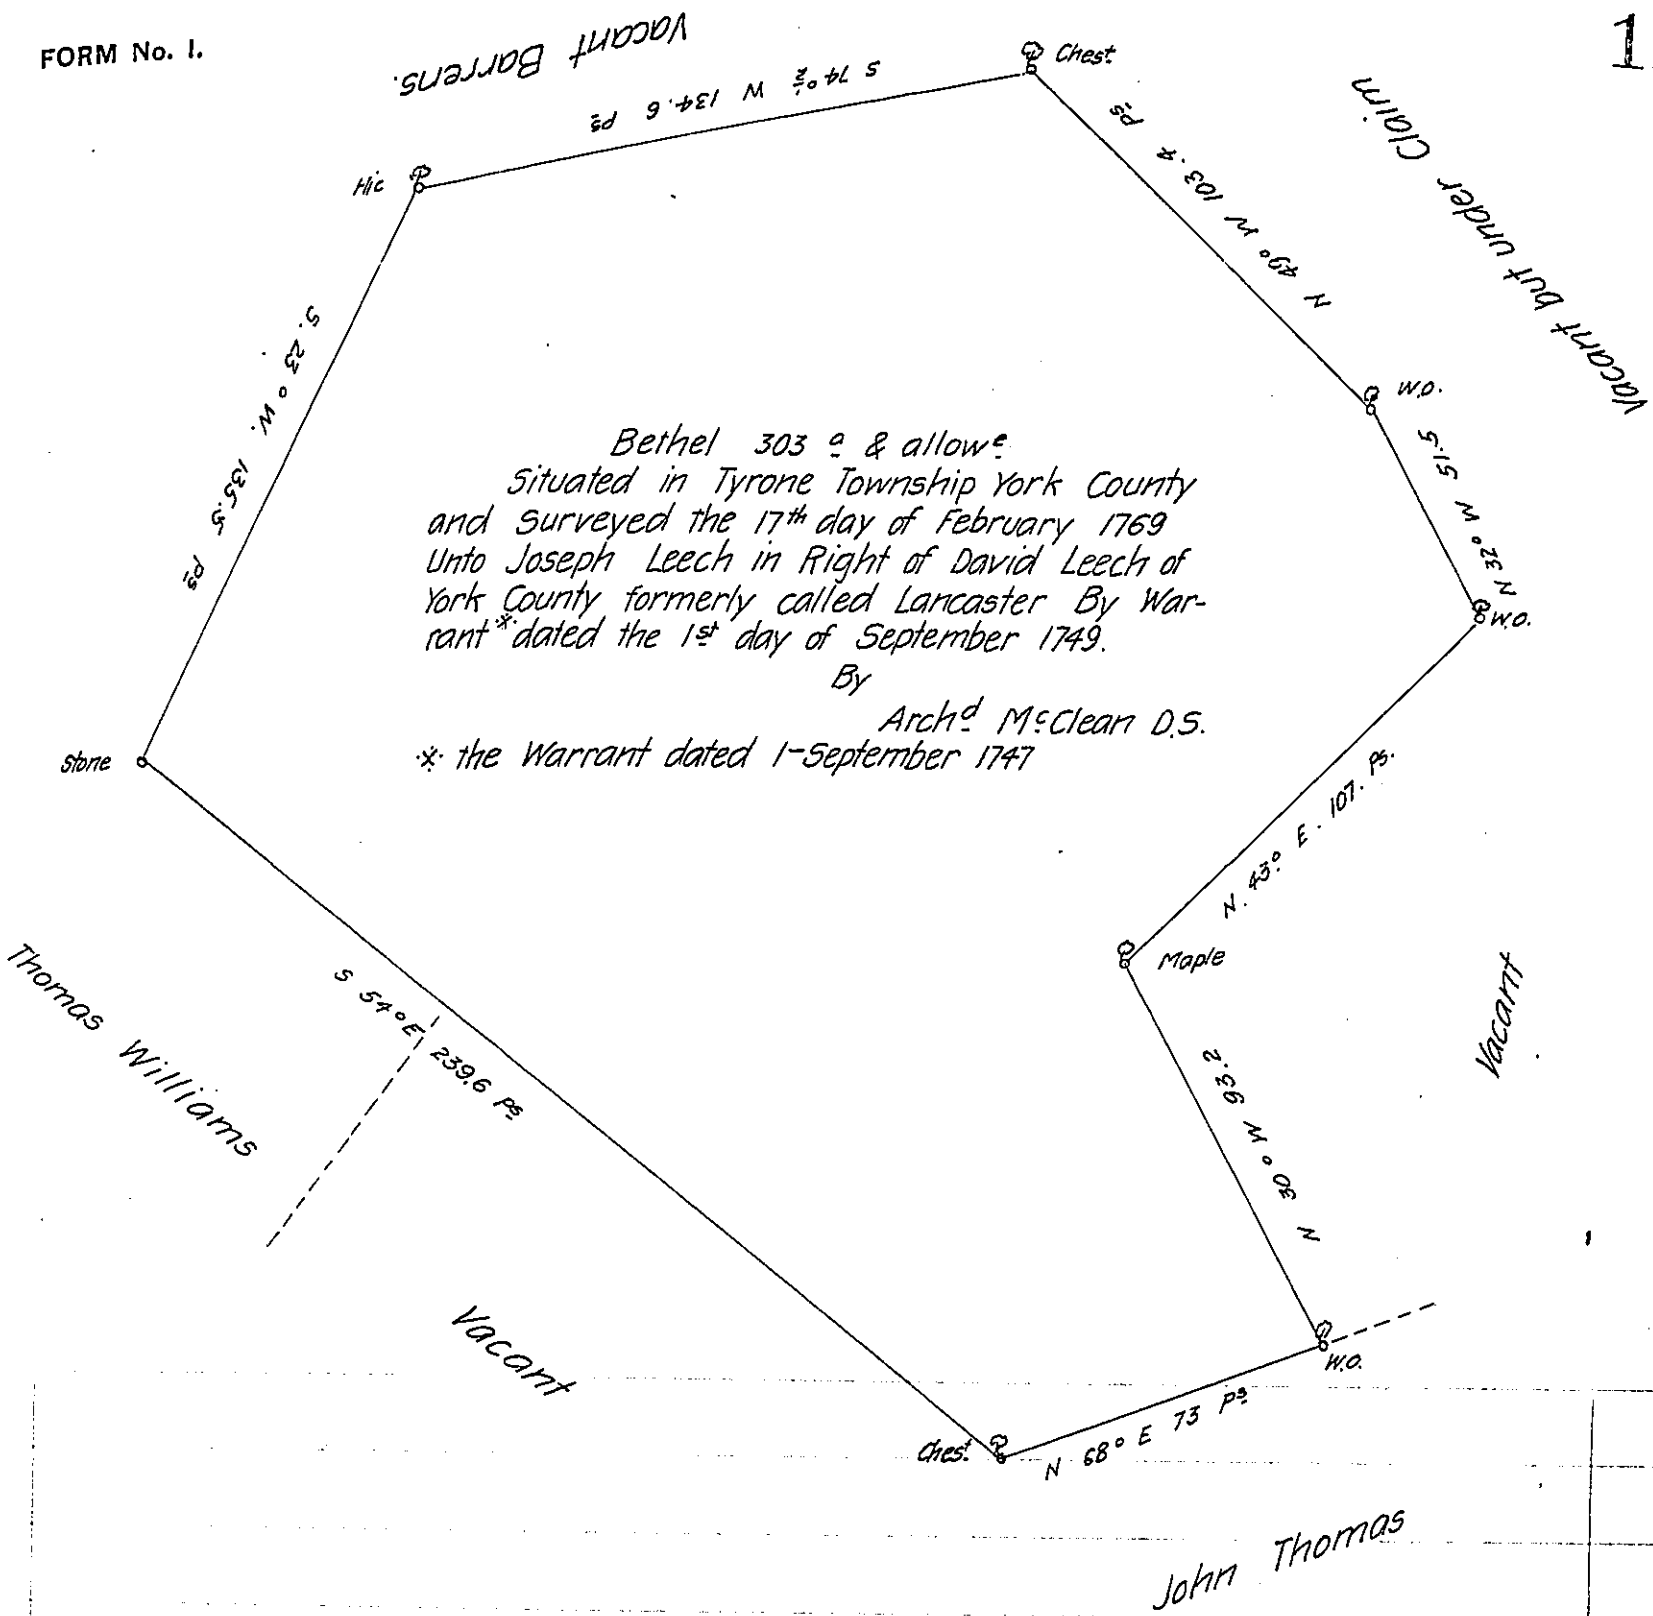 FORM No. 1.
1
Vacant Barrens.
S 74°½ W 134.6 Ps
Chest
N 49° W 103.4 Ps
Vacant but under Claim
Hic
S. 23° W. 135.5 Ps
W.O.
N 32° W 51.5
W.O.
Bethel 303 a & allowe
Situated in Tyrone Township York County
and Surveyed the 17th day of February 1769
Unto Joseph Leech in Right of David Leech of
York County formerly called Lancaster By War-
rant * dated the 1st day of September 1749.
By
Archd McClean D.S.
* the Warrant dated 1-September 1747
Stone
N. 43° E. 107. Ps.
Maple
Vacant
Thomas Williams
S 54° E 239.6 Ps
N 30° W 93.2
Vacant
W.O.
Chest.
N 68° E 73 Ps
John Thomas